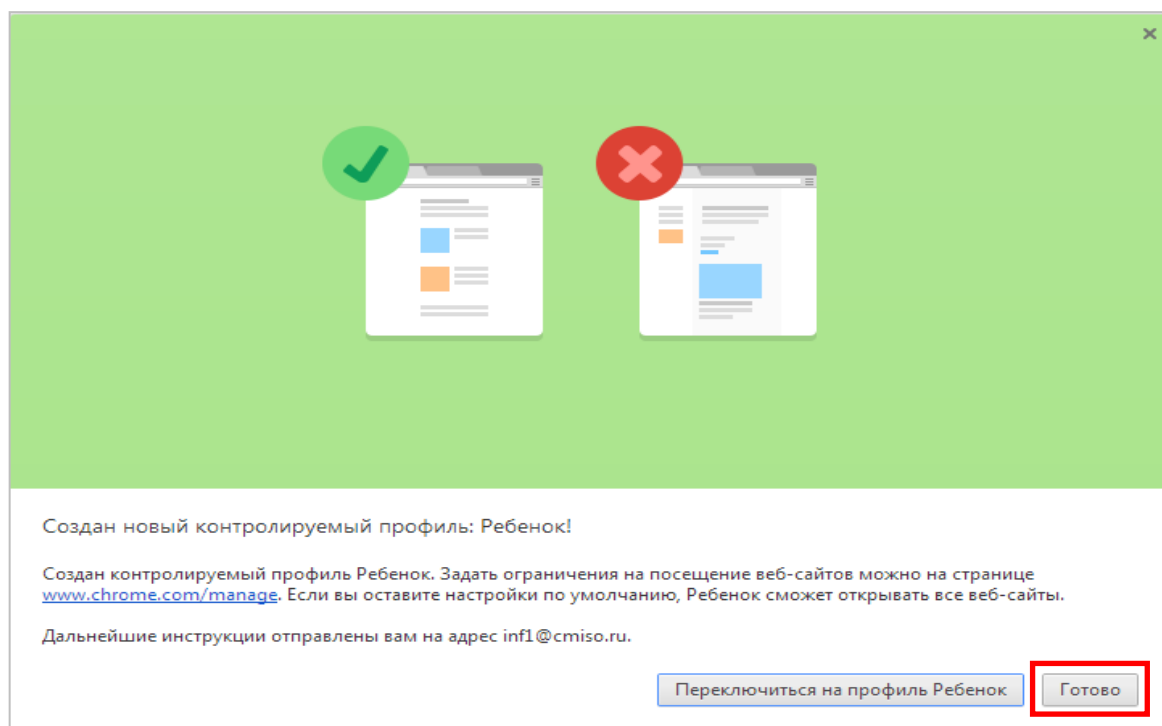 Создан новый контролируемый профиль: Ребенок!
Создан контролируемый профиль Ребенок. Задать ограничения на посещение веб-сайтов можно на странице
www.chrome.com/manage. Если вы оставите настройки по умолчанию, Ребенок сможет открывать все веб-сайты.
Дальнейшие инструкции отправлены вам на адрес inf1@cmiso.ru.
Переключиться на профиль Ребенок
Готово